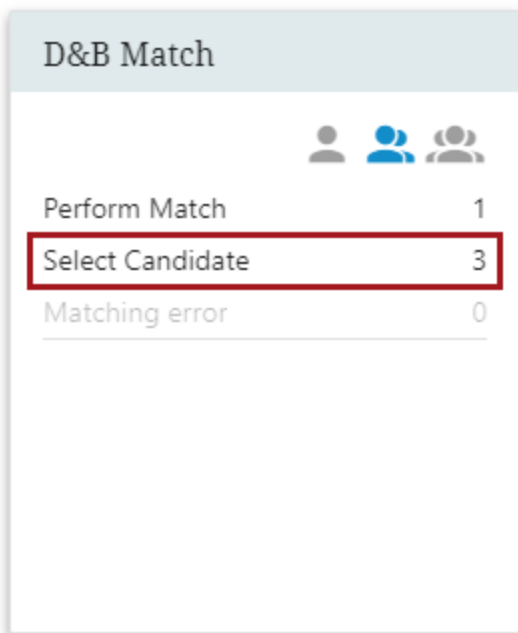 D&B Match
Perform Match 1
Select Candidate 3
Matching error 0